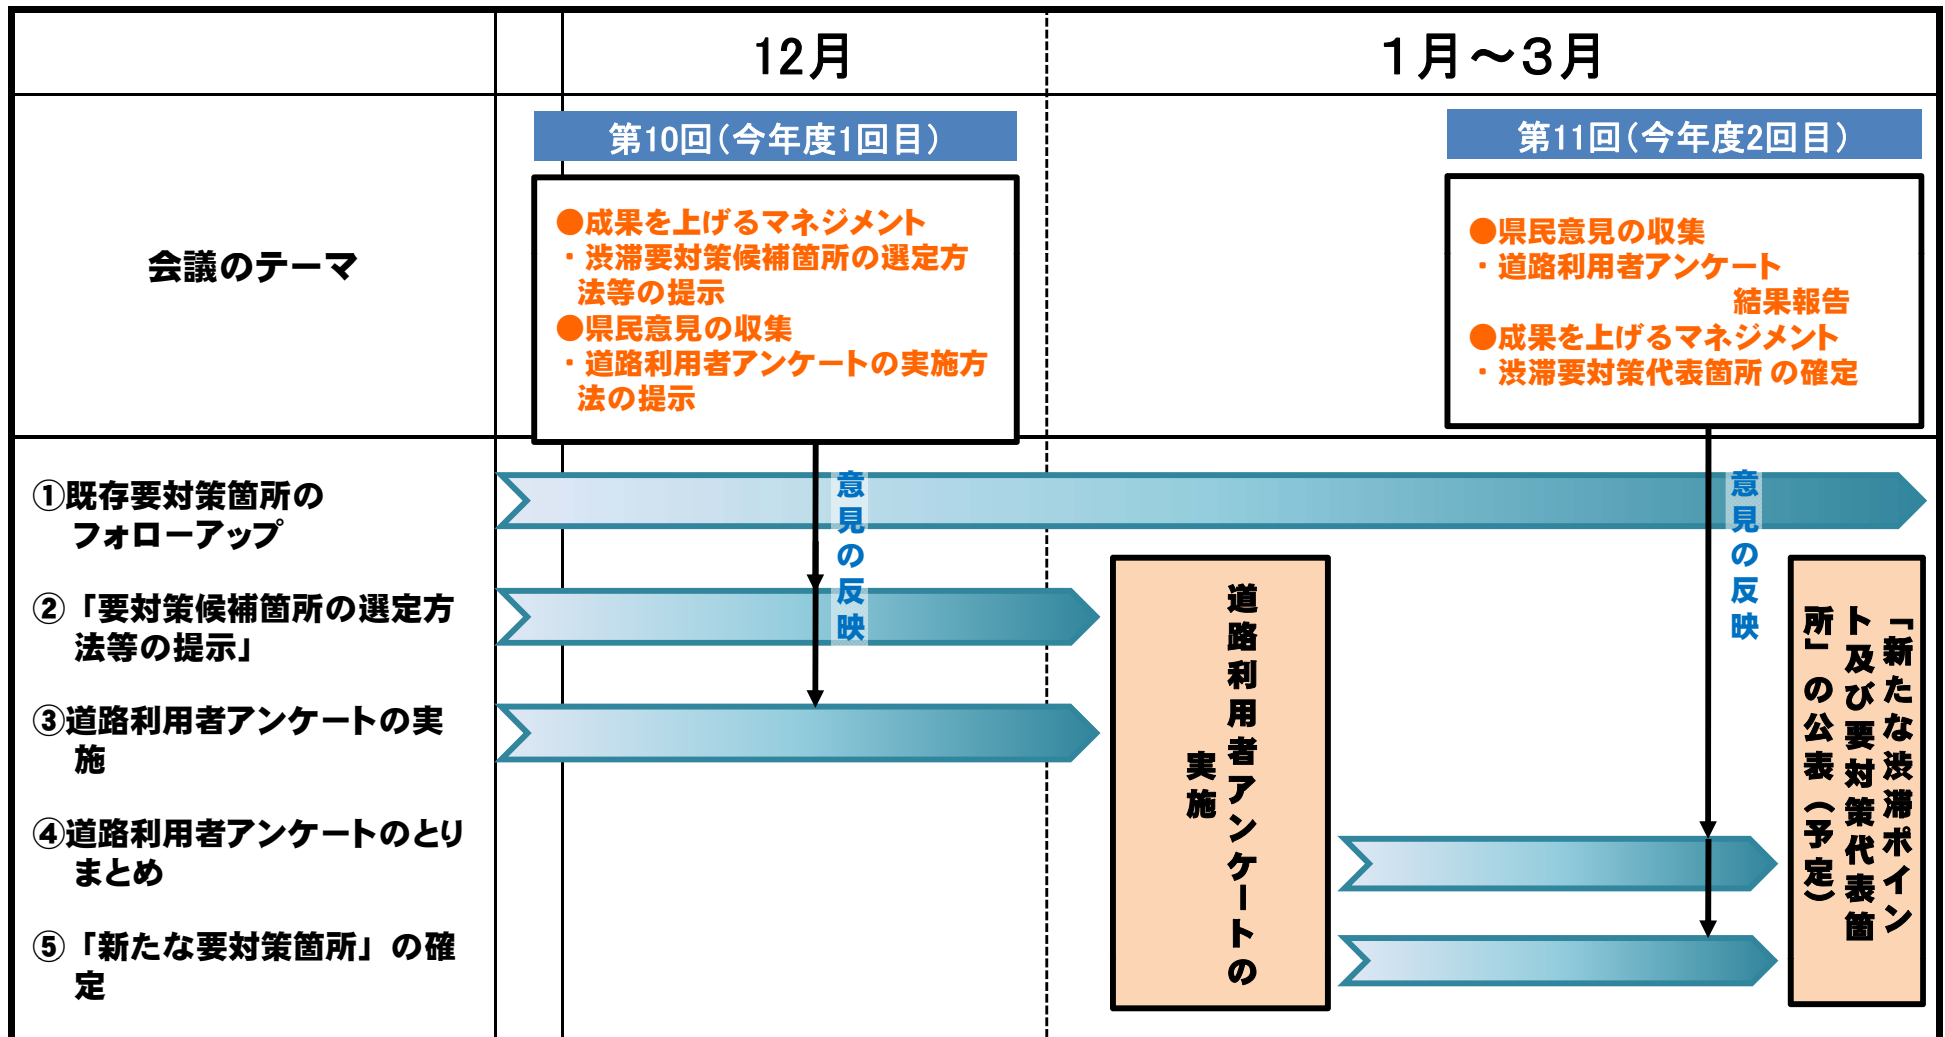 12月
1月～3月
会議のテーマ
第10回（今年度1回目）
●成果を上げるマネジメント
・渋滞要対策候補箇所の選定方
法等の提示
●県民意見の収集
・道路利用者アンケートの実施方
法の提示
第11回（今年度2回目）
●県民意見の収集
・道路利用者アンケート
結果報告
●成果を上げるマネジメント
・渋滞要対策代表箇所 の確定
①既存要対策箇所の
フォローアップ
②「要対策候補箇所の選定方
法等の提示」
③道路利用者アンケートの実
施
④道路利用者アンケートのとり
まとめ
⑤「新たな要対策箇所」の確
定
意見の反映
道路利用者アンケートの
実施
意見の反映
「新たな渋滞ポイン
ト及び要対策代表箇
所」の公表（予定）